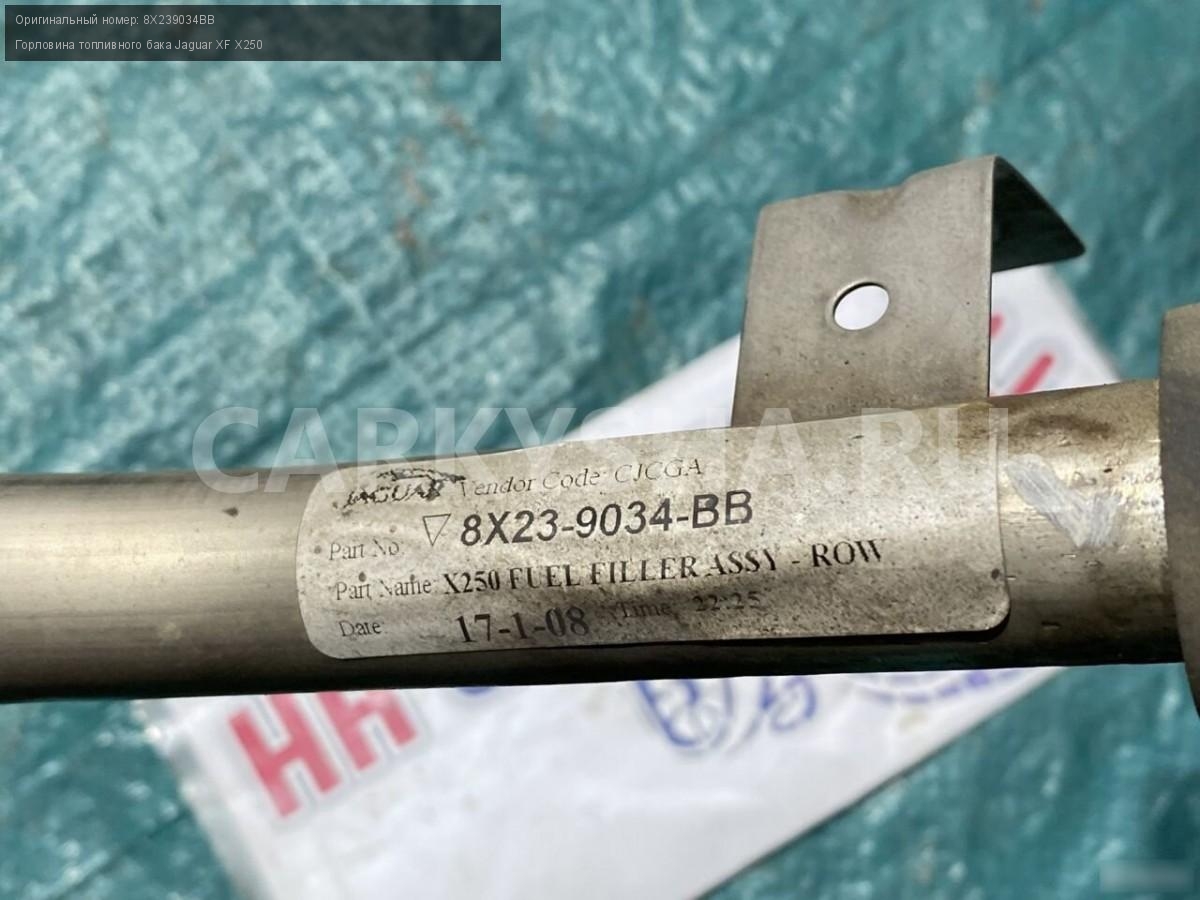 Оригинальный номер: 8X239034BB
Горловина топливного бака Jaguar XF X250
CARKYSHA.RU
JAGUAR Vendor Code: CJCGA
Part No. 8X23-9034-BB
Part Name X250 FUEL FILLER ASSY - ROW
Date 17-1-08 Time: 22:25
НА